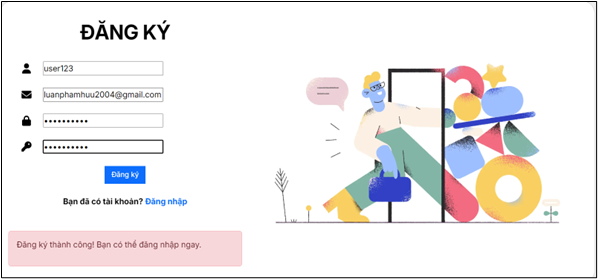 ĐĂNG KÝ
user123
luanphamhuu2004@gmail.com
••••••••••
••••••••••
Đăng ký
Bạn đã có tài khoản? Đăng nhập
Đăng ký thành công! Bạn có thể đăng nhập ngay.